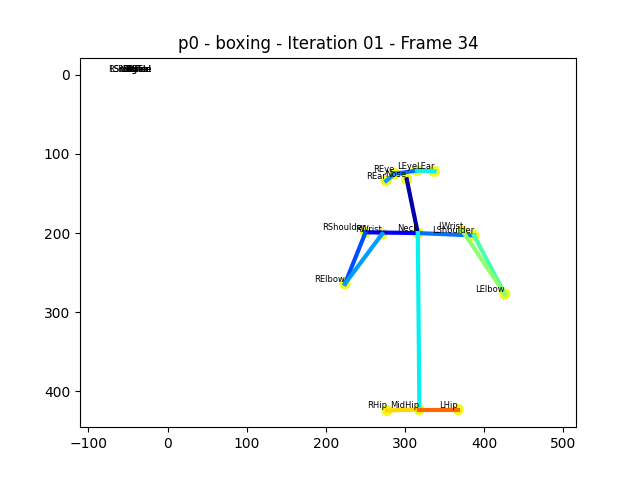 p0 - boxing - Iteration 01 - Frame 34
0
100
200
300
400
REye
LEye
LEar
REar
Nose
RShoulder
RWrist
Neck
LWrist
LShoulder
RElbow
LElbow
RHip
MidHip
LHip
−100
0
100
200
300
400
500